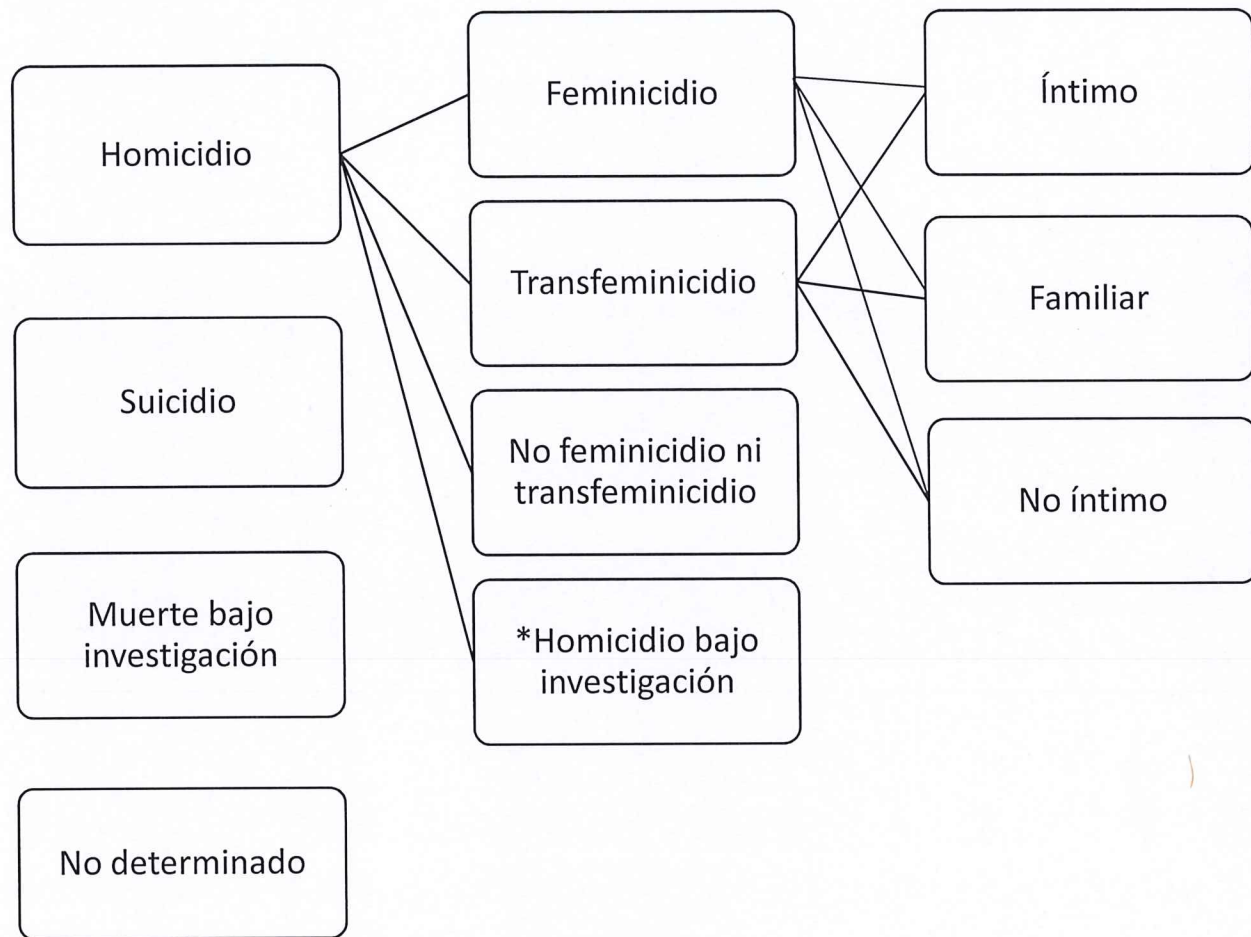 Homicidio
Suicidio
Muerte bajo
investigación
No determinado
Feminicidio
Transfeminicidio
No feminicidio ni
transfeminicidio
*Homicidio bajo
investigación
Íntimo
Familiar
No íntimo